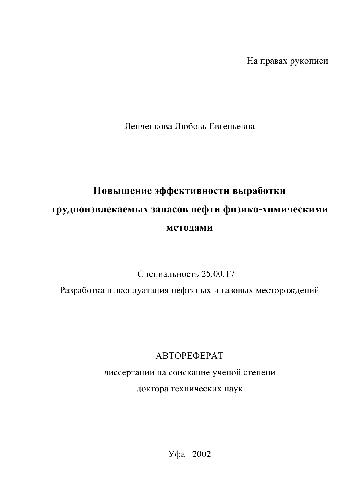 На правах рукописи
Ленченкова Любовь Евгеньевна
Повышение эффективности выработки
трудноизвлекаемых запасов нефти физико-химическими
методами
Специальность 25.00.17
Разработка и эксплуатация нефтяных и газовых месторождений
АВТОРЕФЕРАТ
диссертации на соискание ученой степени
доктора технических наук
Уфа 2002